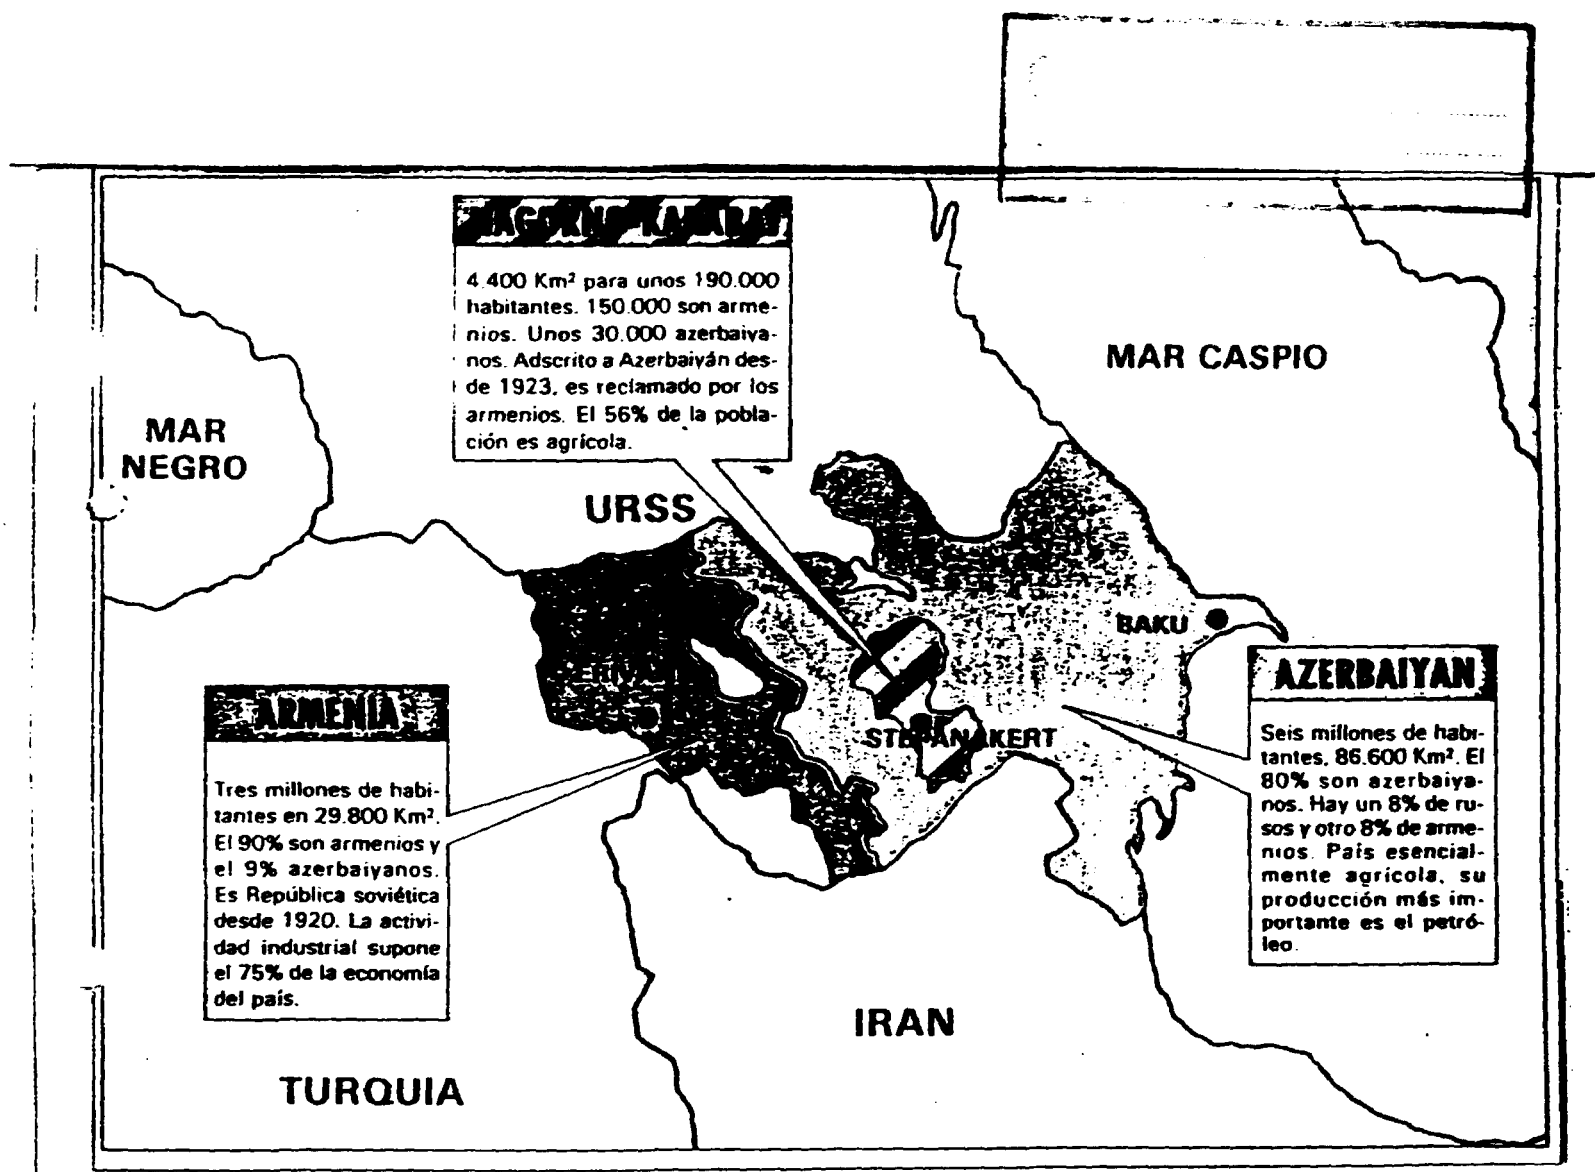 NAGORNO-KARABAJ
4.400 Km² para unos 190.000
habitantes. 150.000 son arme-
nios. Unos 30.000 azerbaiya-
nos. Adscrito a Azerbaiyán des-
de 1923, es reclamado por los
armenios. El 56% de la pobla-
ción es agrícola.
MAR CASPIO
MAR
NEGRO
URSS
BAKU
ERIVAN
STEPANAKERT
ARMENIA
Tres millones de habi-
tantes en 29.800 Km².
El 90% son armenios y
el 9% azerbaiyanos.
Es República soviética
desde 1920. La activi-
dad industrial supone
el 75% de la economía
del país.
AZERBAIYAN
Seis millones de habi-
tantes, 86.600 Km². El
80% son azerbaiya-
nos. Hay un 8% de ru-
sos y otro 8% de arme-
nios. País esencial-
mente agrícola, su
producción más im-
portante es el petró-
leo.
IRAN
TURQUIA